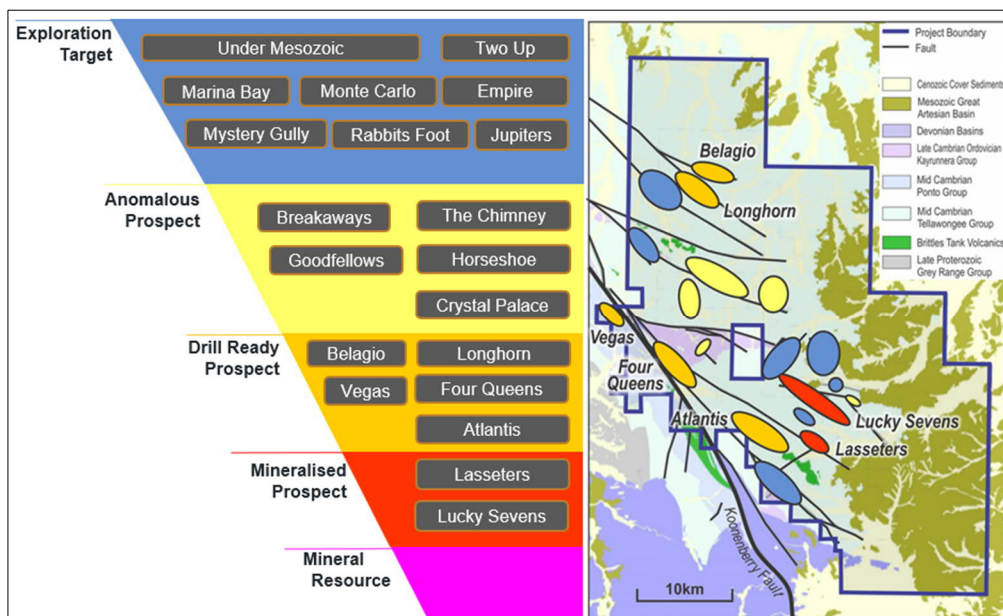 Exploration
Target
Under Mesozoic
Two Up
Marina Bay
Monte Carlo
Empire
Mystery Gully
Rabbits Foot
Jupiters
Anomalous
Prospect
Breakaways
The Chimney
Goodfellows
Horseshoe
Crystal Palace
Drill Ready
Prospect
Belagio
Longhorn
Vegas
Four Queens
Atlantis
Mineralised
Prospect
Lasseters
Lucky Sevens
Mineral
Resource
Project Boundary
Fault
Cenozoic Cover Sediments
Mesozoic Great
Artesian Basin
Devonian Basins
Late Cambrian Ordovician
Kayrunnera Group
Mid Cambrian
Ponto Group
Mid Cambrian
Tellawongee Group
Brittles Tank Volcanics
Late Proterozoic
Grey Range Group
Belagio
Longhorn
Vegas
Four
Queens
Atlantis
Lucky Sevens
Lasseters
Koonenberry Fault
10km